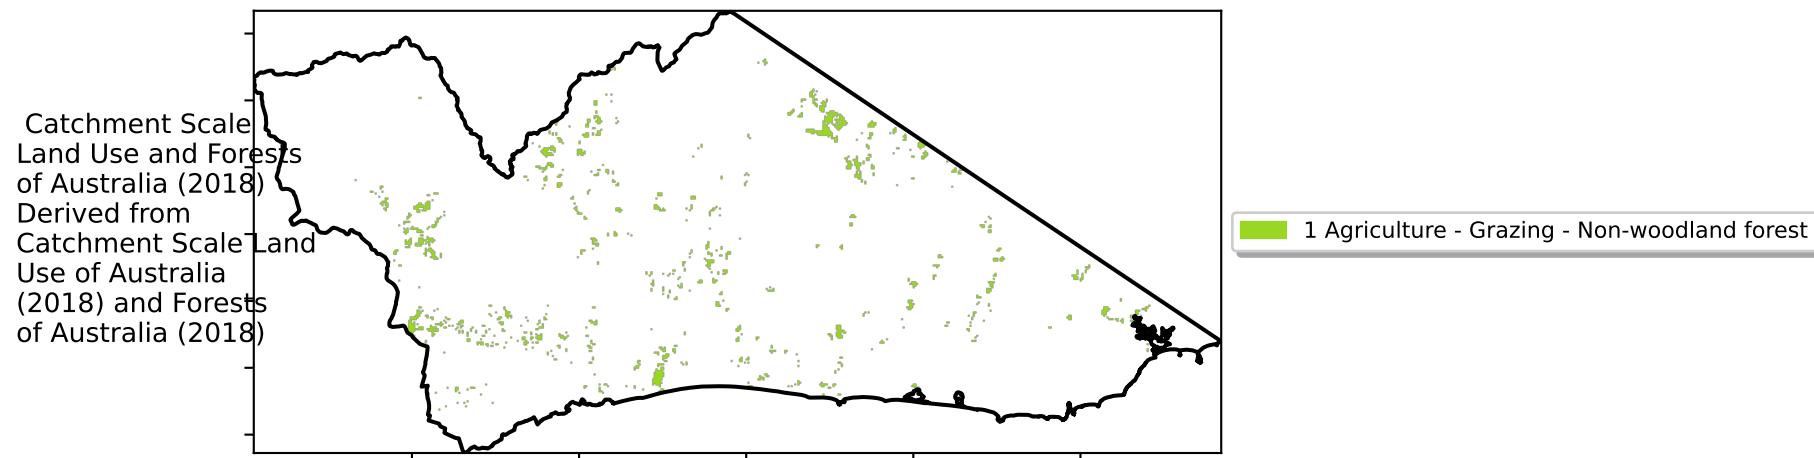 Catchment Scale
Land Use and Forests
of Australia (2018)
Derived from
Catchment Scale Land
Use of Australia
(2018) and Forests
of Australia (2018)
1 Agriculture - Grazing - Non-woodland forest